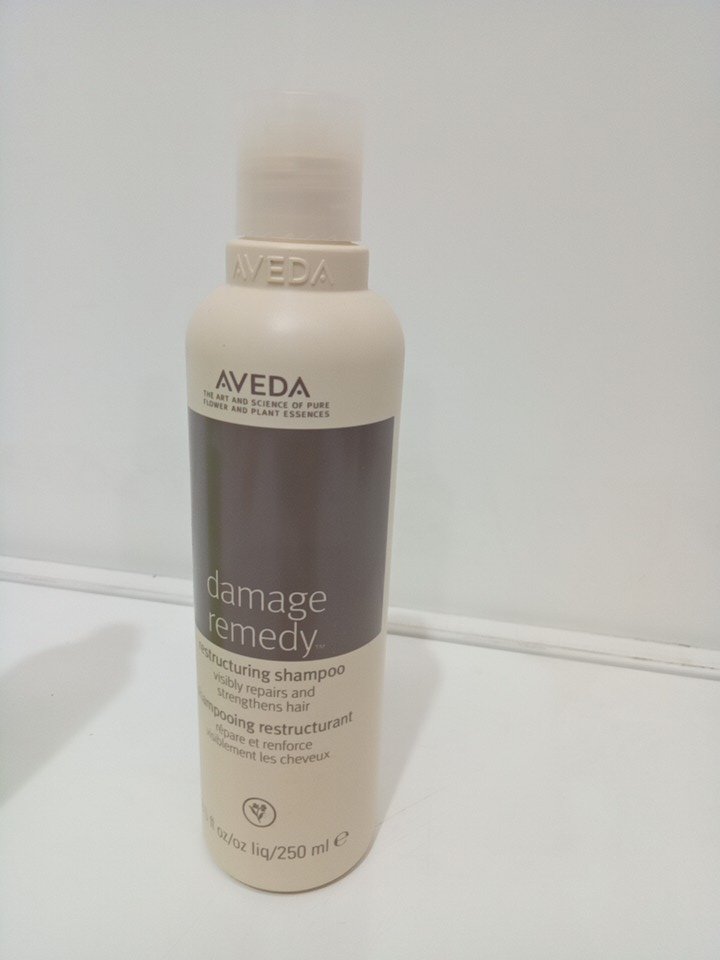 AVEDA
AVEDA
THE ART AND SCIENCE OF PURE
FLOWER AND PLANT ESSENCES
damage
remedy™
restructuring shampoo
visibly repairs and
strengthens hair
shampooing restructurant
répare et renforce
visiblement les cheveux
fl oz/oz liq/250 ml ℮